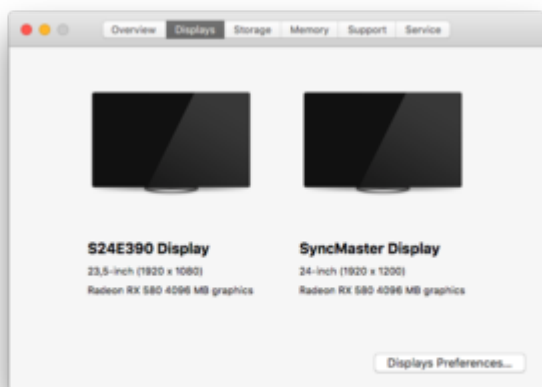 Overview Displays Storage Memory Support Service
S24E390 Display
23,5-inch (1920 x 1080)
Radeon RX 580 4096 MB graphics
SyncMaster Display
24-inch (1920 x 1200)
Radeon RX 580 4096 MB graphics
Displays Preferences...